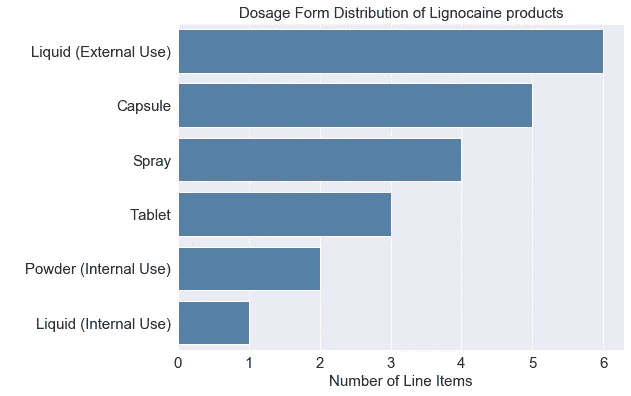 Dosage Form Distribution of Lignocaine products
Liquid (External Use)
Capsule
Spray
Tablet
Powder (Internal Use)
Liquid (Internal Use)
0 1 2 3 4 5 6
Number of Line Items